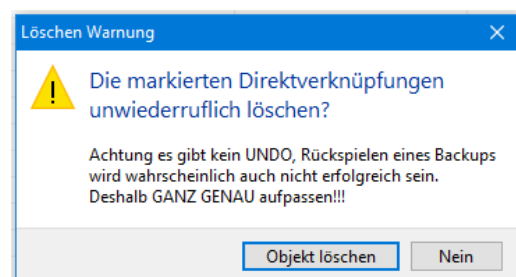 Löschen Warnung
Die markierten Direktverknüpfungen
unwiederruflich löschen?
Achtung es gibt kein UNDO, Rückspielen eines Backups
wird wahrscheinlich auch nicht erfolgreich sein.
Deshalb GANZ GENAU aufpassen!!!
Objekt löschen Nein